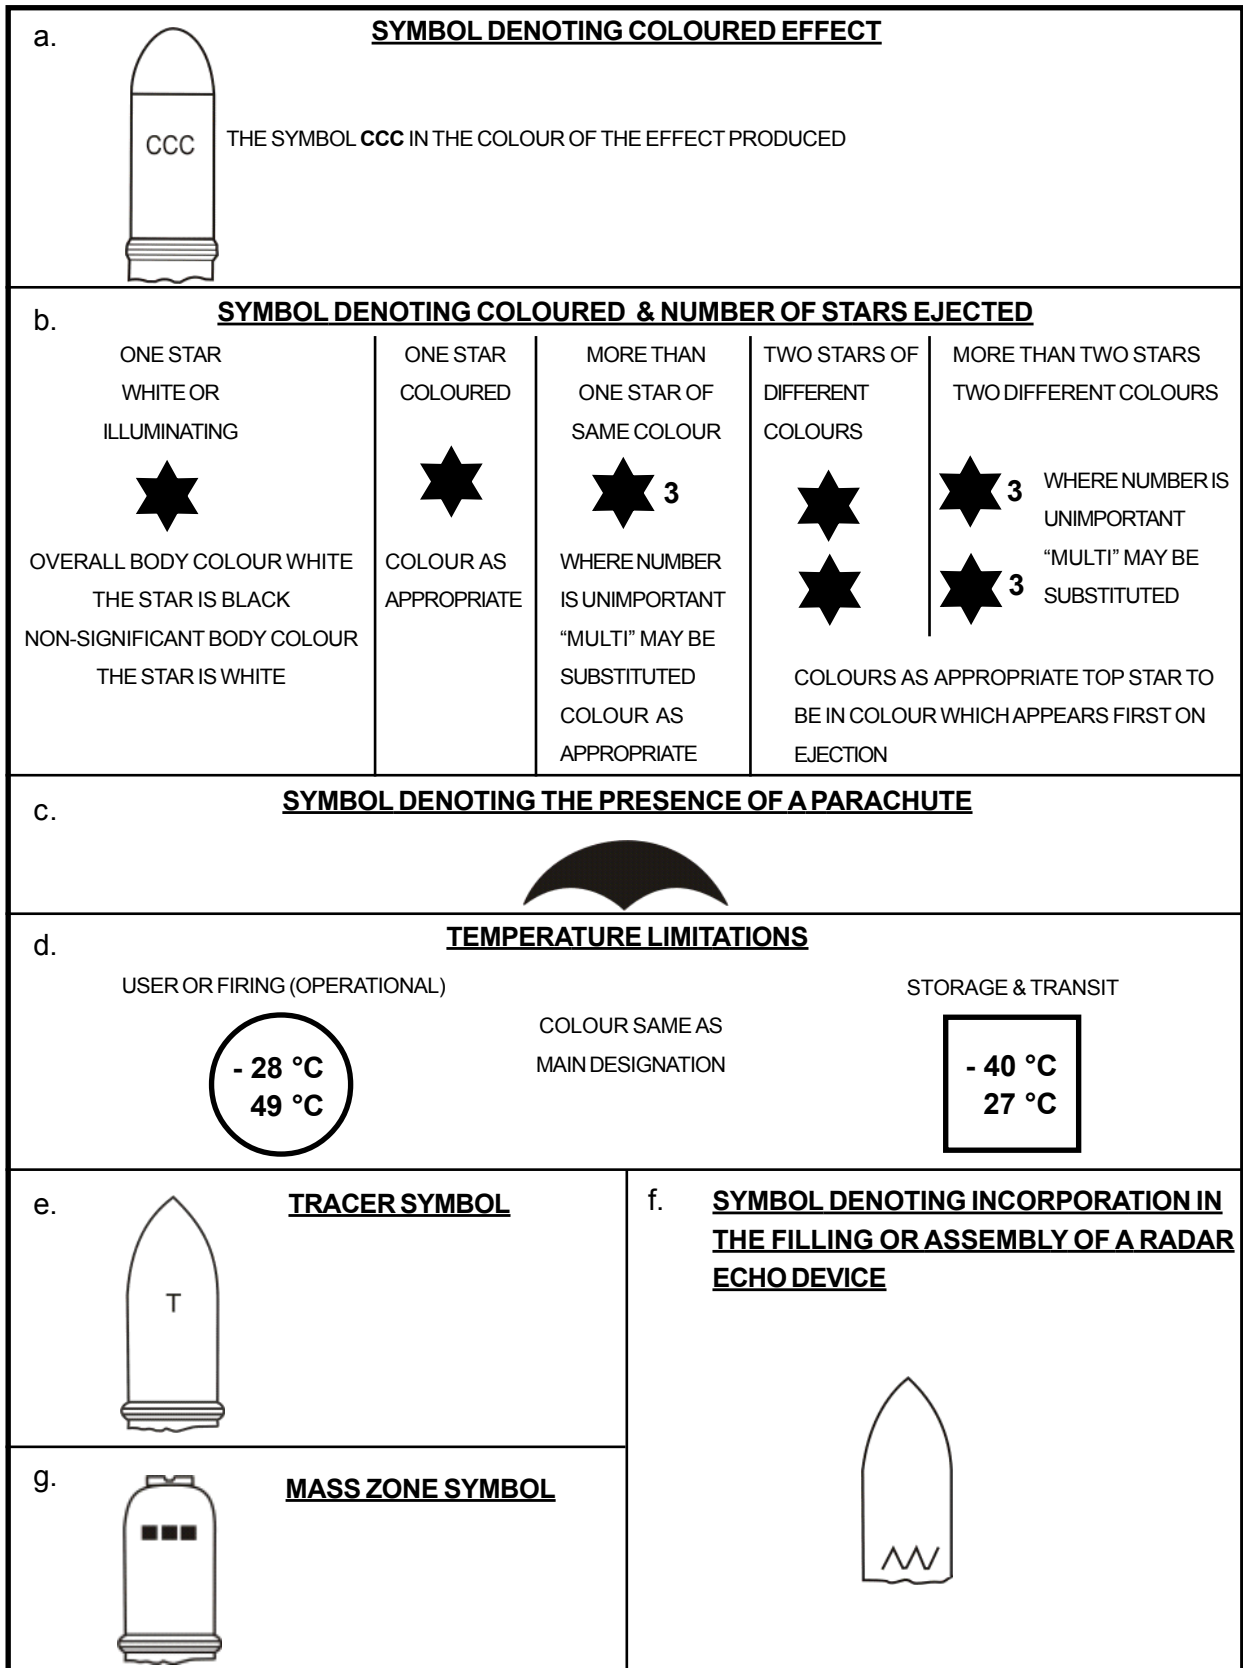 a.
SYMBOL DENOTING COLOURED EFFECT
CCC
THE SYMBOL CCC IN THE COLOUR OF THE EFFECT PRODUCED
b.
SYMBOL DENOTING COLOURED & NUMBER OF STARS EJECTED
ONE STAR
WHITE OR
ILLUMINATING
OVERALL BODY COLOUR WHITE
THE STAR IS BLACK
NON-SIGNIFICANT BODY COLOUR
THE STAR IS WHITE
ONE STAR
COLOURED
COLOUR AS
APPROPRIATE
MORE THAN
ONE STAR OF
SAME COLOUR
3
WHERE NUMBER
IS UNIMPORTANT
“MULTI” MAY BE
SUBSTITUTED
COLOUR AS
APPROPRIATE
TWO STARS OF
DIFFERENT
COLOURS
MORE THAN TWO STARS
TWO DIFFERENT COLOURS
3
3
WHERE NUMBER IS
UNIMPORTANT
“MULTI” MAY BE
SUBSTITUTED
COLOURS AS APPROPRIATE TOP STAR TO
BE IN COLOUR WHICH APPEARS FIRST ON
EJECTION
c.
SYMBOL DENOTING THE PRESENCE OF A PARACHUTE
d.
TEMPERATURE LIMITATIONS
USER OR FIRING (OPERATIONAL)
- 28 °C
49 °C
COLOUR SAME AS
MAIN DESIGNATION
STORAGE & TRANSIT
- 40 °C
27 °C
e.
TRACER SYMBOL
T
f.
SYMBOL DENOTING INCORPORATION IN
THE FILLING OR ASSEMBLY OF A RADAR
ECHO DEVICE
g.
MASS ZONE SYMBOL